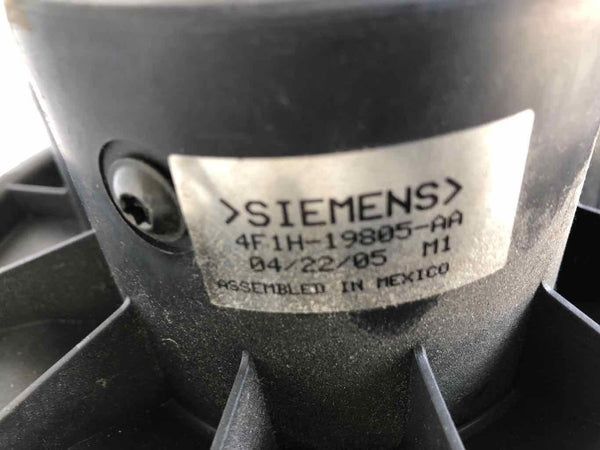 >SIEMENS>
4F1H-19805-AA
04/22/05 M1
ASSEMBLED IN MEXICO